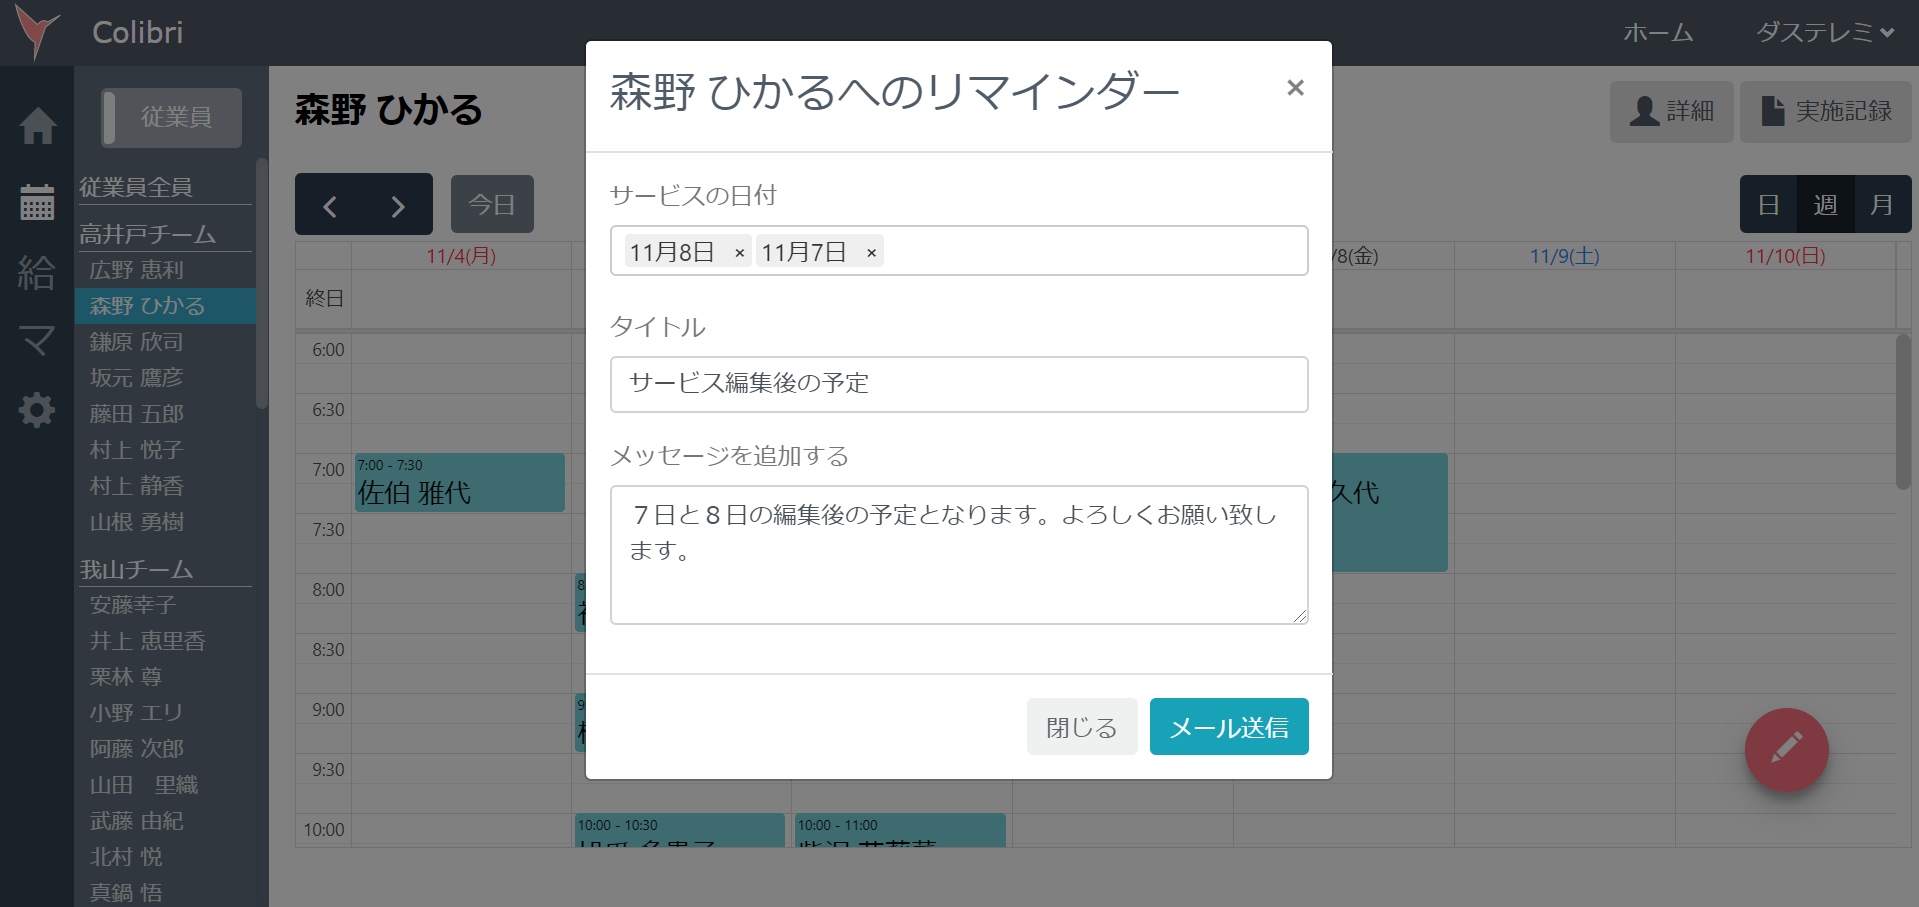 Colibri
ホーム
ダステレミ
従業員
従業員全員
高井戸チーム
広野 恵利
森野 ひかる
鎌原 欣司
坂元 鷹彦
藤田 五郎
村上 悦子
村上 静香
山根 勇樹
我山チーム
安藤幸子
井上 恵里香
栗林 尊
小野 エリ
阿藤 次郎
山田　里織
武藤 由紀
北村 悦
真鍋 悟
給
マ
森野 ひかる
詳細
実施記録
今日
日
週
月
11/4(月)
/8(金)
11/9(土)
11/10(日)
終日
6:00
6:30
7:00
7:30
8:00
8:30
9:00
9:30
10:00
7:00 - 7:30
佐伯 雅代
久代
10:00 - 10:30
10:00 - 11:00
森野 ひかるへのリマインダー
×
サービスの日付
11月8日 × 11月7日 ×
タイトル
サービス編集後の予定
メッセージを追加する
７日と８日の編集後の予定となります。よろしくお願い致し
ます。
閉じる
メール送信